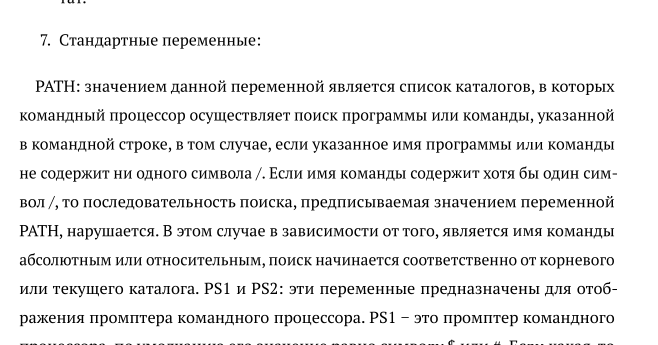 7. Стандартные переменные:
PATH: значением данной переменной является список каталогов, в которых
командный процессор осуществляет поиск программы или команды, указанной
в командной строке, в том случае, если указанное имя программы или команды
не содержит ни одного символа /. Если имя команды содержит хотя бы один сим-
вол /, то последовательность поиска, предписываемая значением переменной
PATH, нарушается. В этом случае в зависимости от того, является имя команды
абсолютным или относительным, поиск начинается соответственно от корневого
или текущего каталога. PS1 и PS2: эти переменные предназначены для отоб-
ражения промптера командного процессора. PS1 − это промптер командного